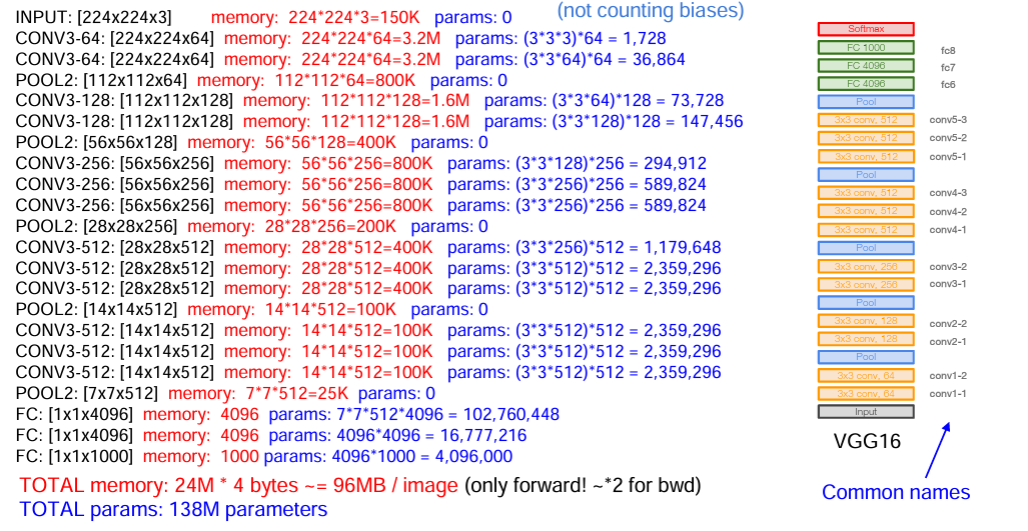 (not counting biases)
INPUT: [224x224x3] memory: 224*224*3=150K params: 0
CONV3-64: [224x224x64] memory: 224*224*64=3.2M params: (3*3*3)*64 = 1,728
CONV3-64: [224x224x64] memory: 224*224*64=3.2M params: (3*3*64)*64 = 36,864
POOL2: [112x112x64] memory: 112*112*64=800K params: 0
CONV3-128: [112x112x128] memory: 112*112*128=1.6M params: (3*3*64)*128 = 73,728
CONV3-128: [112x112x128] memory: 112*112*128=1.6M params: (3*3*128)*128 = 147,456
POOL2: [56x56x128] memory: 56*56*128=400K params: 0
CONV3-256: [56x56x256] memory: 56*56*256=800K params: (3*3*128)*256 = 294,912
CONV3-256: [56x56x256] memory: 56*56*256=800K params: (3*3*256)*256 = 589,824
CONV3-256: [56x56x256] memory: 56*56*256=800K params: (3*3*256)*256 = 589,824
POOL2: [28x28x256] memory: 28*28*256=200K params: 0
CONV3-512: [28x28x512] memory: 28*28*512=400K params: (3*3*256)*512 = 1,179,648
CONV3-512: [28x28x512] memory: 28*28*512=400K params: (3*3*512)*512 = 2,359,296
CONV3-512: [28x28x512] memory: 28*28*512=400K params: (3*3*512)*512 = 2,359,296
POOL2: [14x14x512] memory: 14*14*512=100K params: 0
CONV3-512: [14x14x512] memory: 14*14*512=100K params: (3*3*512)*512 = 2,359,296
CONV3-512: [14x14x512] memory: 14*14*512=100K params: (3*3*512)*512 = 2,359,296
CONV3-512: [14x14x512] memory: 14*14*512=100K params: (3*3*512)*512 = 2,359,296
POOL2: [7x7x512] memory: 7*7*512=25K params: 0
FC: [1x1x4096] memory: 4096 params: 7*7*512*4096 = 102,760,448
FC: [1x1x4096] memory: 4096 params: 4096*4096 = 16,777,216
FC: [1x1x1000] memory: 1000 params: 4096*1000 = 4,096,000
TOTAL memory: 24M * 4 bytes ~= 96MB / image (only forward! ~*2 for bwd)
TOTAL params: 138M parameters
Softmax
FC 1000 fc8
FC 4096 fc7
FC 4096 fc6
Pool
3x3 conv, 512 conv5-3
3x3 conv, 512 conv5-2
3x3 conv, 512 conv5-1
Pool
3x3 conv, 512 conv4-3
3x3 conv, 512 conv4-2
3x3 conv, 512 conv4-1
Pool
3x3 conv, 256 conv3-2
3x3 conv, 256 conv3-1
Pool
3x3 conv, 128 conv2-2
3x3 conv, 128 conv2-1
Pool
3x3 conv, 64 conv1-2
3x3 conv, 64 conv1-1
Input
VGG16
Common names